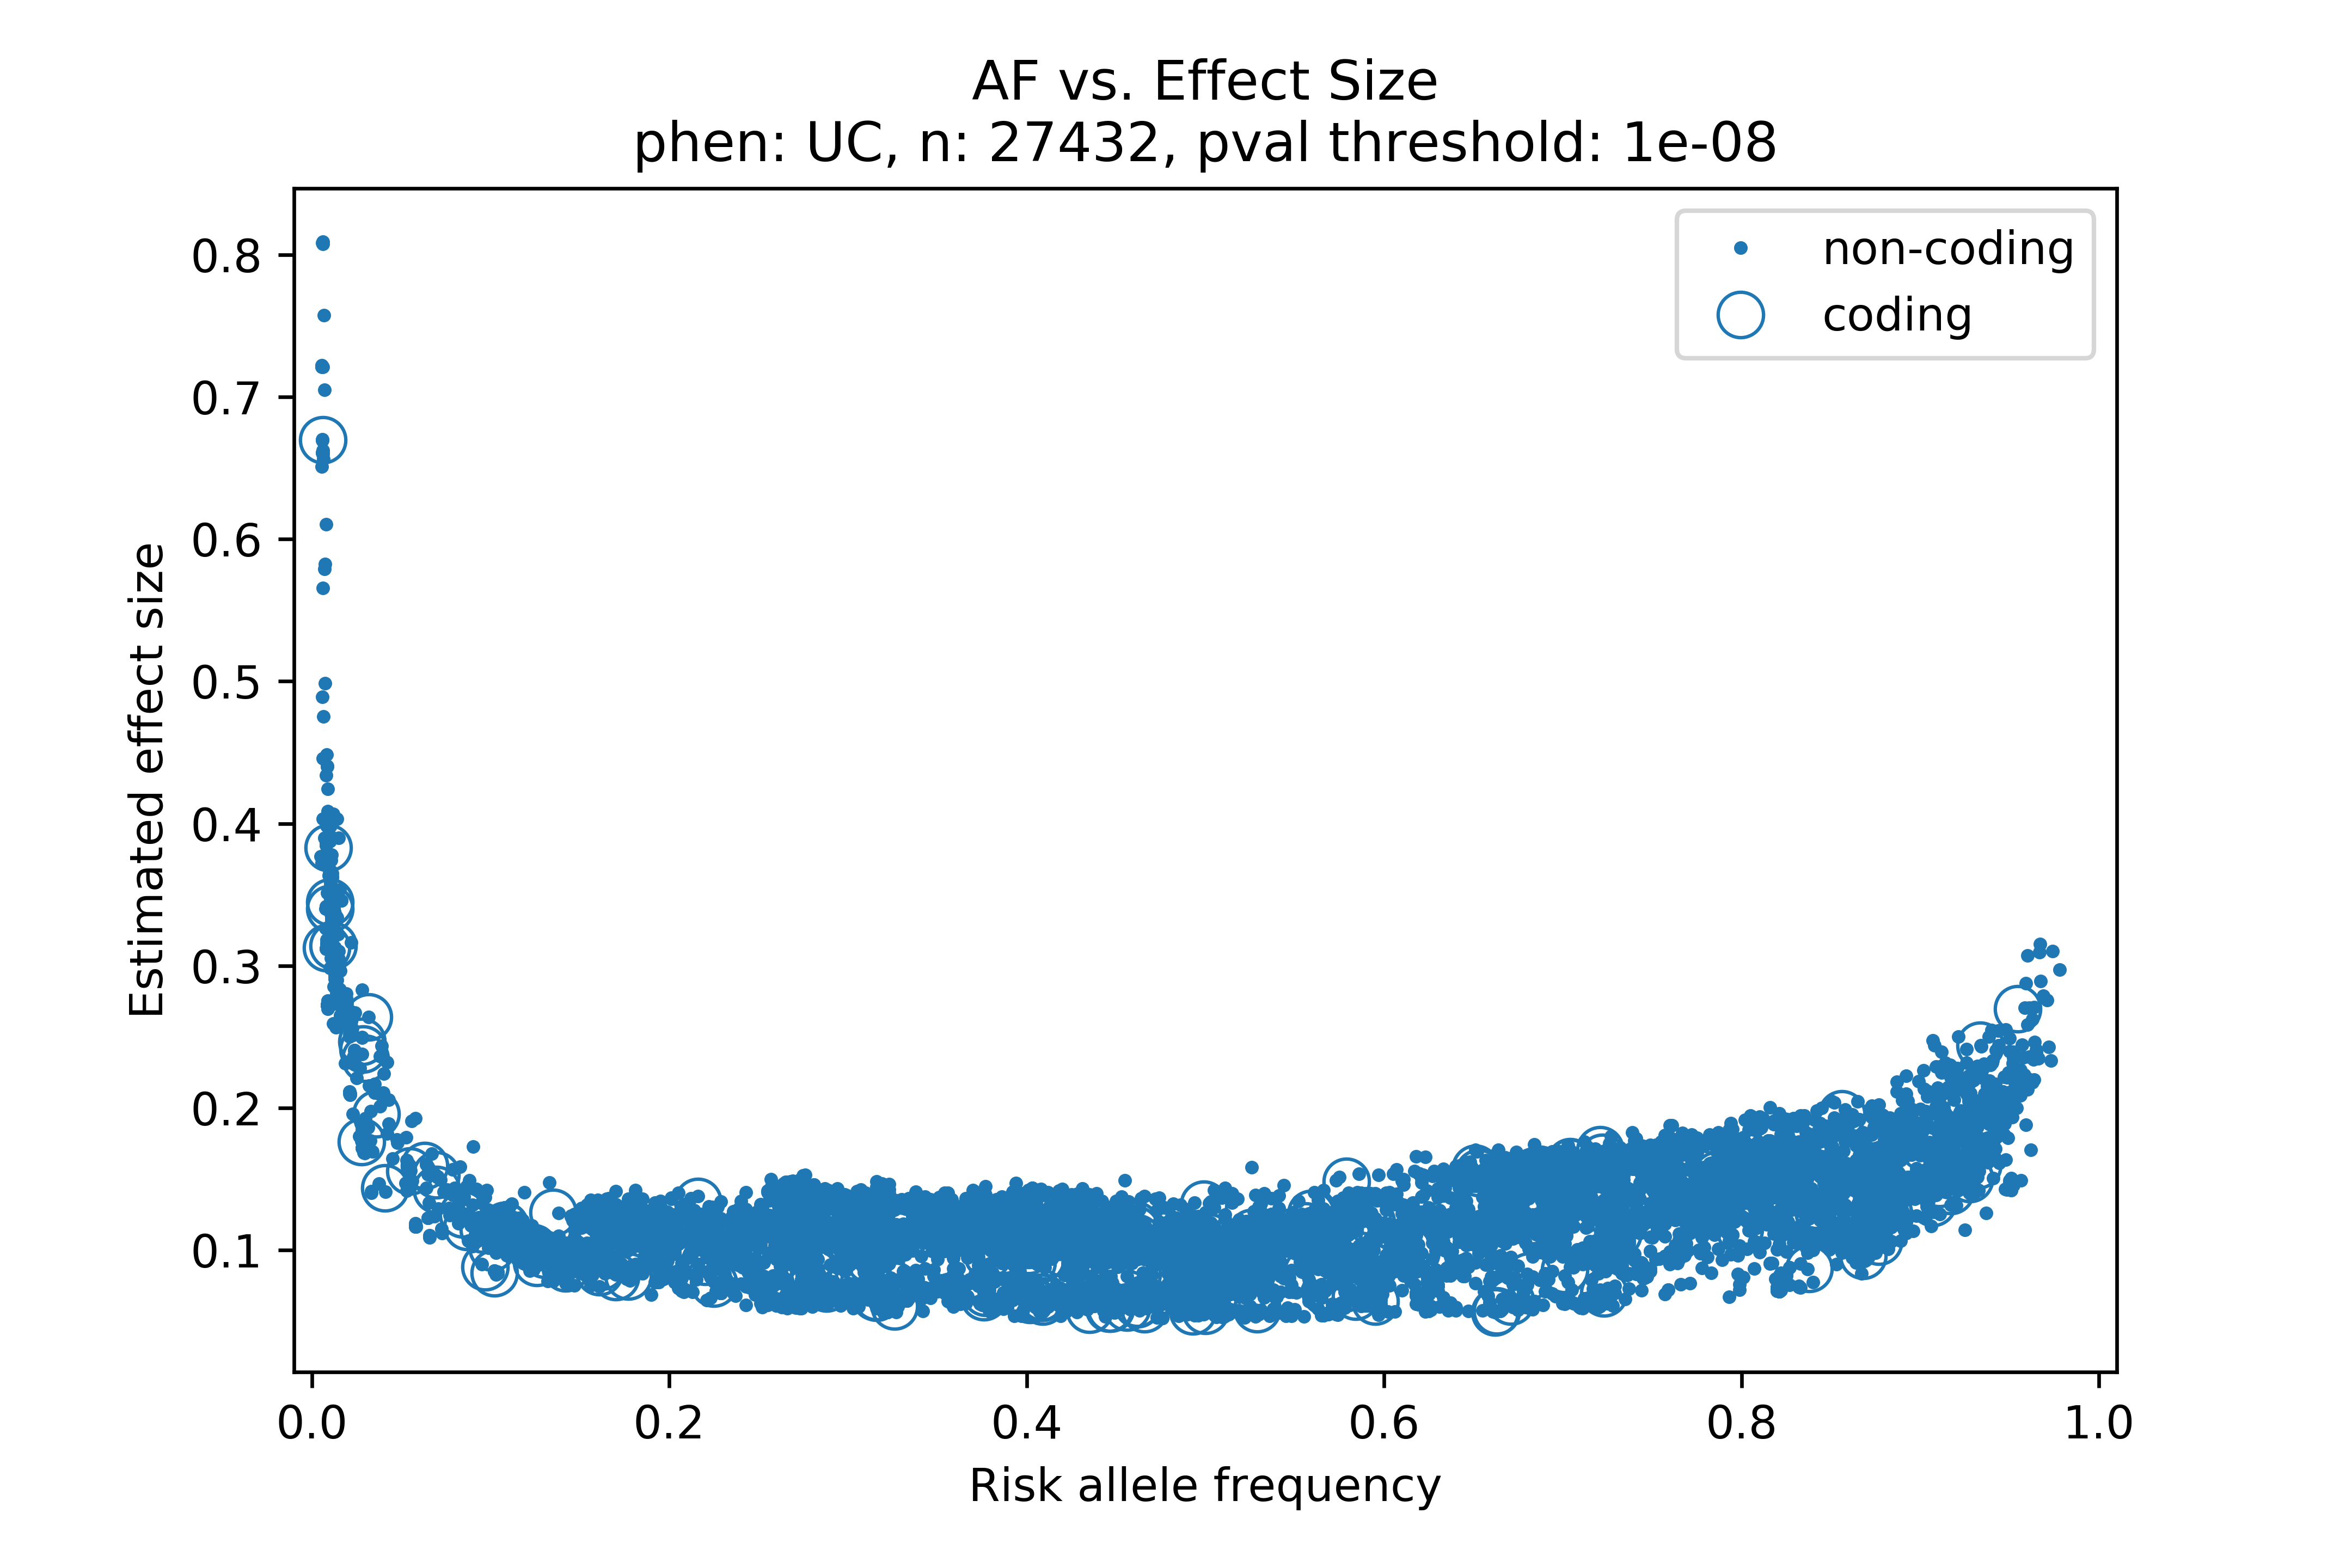 AF vs. Effect Size
phen: UC, n: 27432, pval threshold: 1e-08
non-coding
coding
Estimated effect size
0.8
0.7
0.6
0.5
0.4
0.3
0.2
0.1
0.0 0.2 0.4 0.6 0.8 1.0
Risk allele frequency